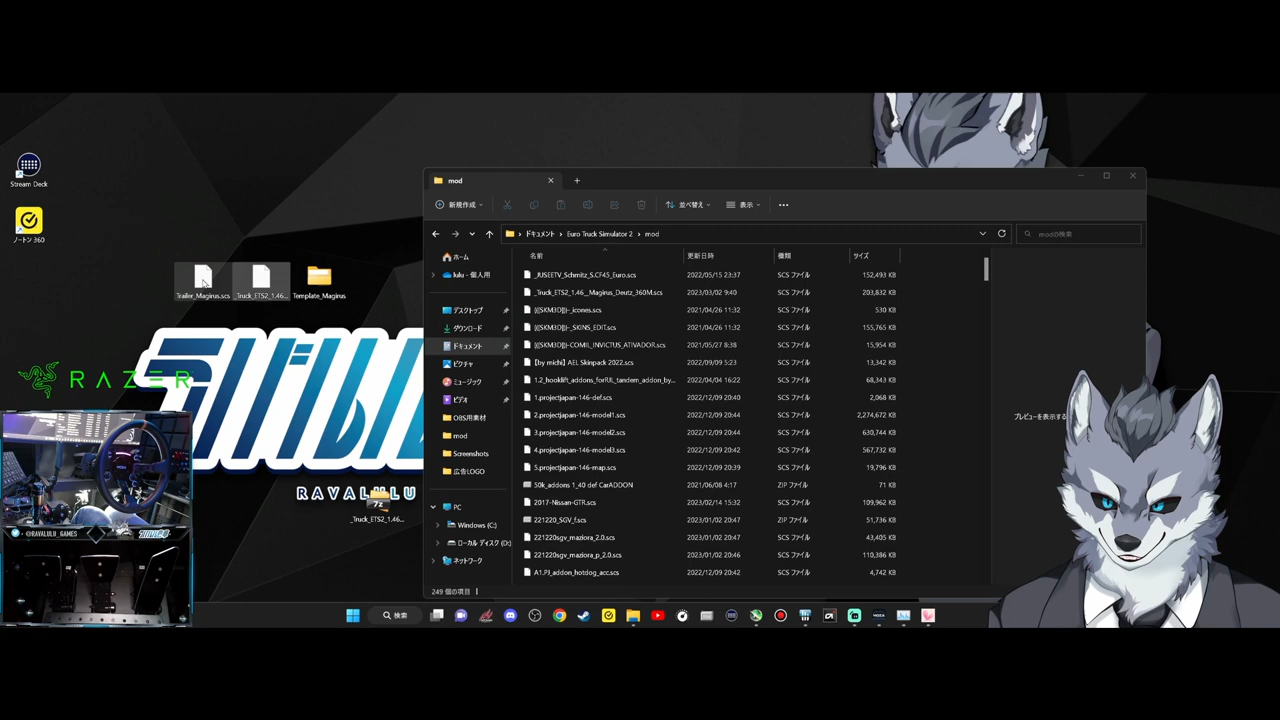 Stream Deck
ノートン 360
Trailer_Magirus.scs
_Truck_ETS2_1.46...
Template_Magirus
RAZER
デバルル
RAVALULU
_Truck_ETS2_1.46...
@RAVALULU_GAMES
mod
新規作成
並べ替え
表示
ドキュメント > Euro Truck Simulator 2 > mod
modの検索
ホーム
lulu - 個人用
デスクトップ
ダウンロード
ドキュメント
ピクチャ
ミュージック
ビデオ
OBS用素材
mod
Screenshots
広告LOGO
PC
Windows (C:)
ローカル ディスク (D:)
ネットワーク
名前 更新日時 種類 サイズ
_JUSEETV_Schmitz_S.CF45_Euro.scs 2022/05/15 23:37 SCS ファイル 152,493 KB
_Truck_ETS2_1.46__Magirus_Deutz_360M.scs 2023/03/02 9:40 SCS ファイル 203,832 KB
[{(SKM3D)}-_icones.scs 2021/04/26 11:32 SCS ファイル 530 KB
[{(SKM3D)}-_SKINS_EDIT.scs 2021/04/26 11:32 SCS ファイル 155,765 KB
[{(SKM3D)}-COMIL_INVICTUS_ATIVADOR.scs 2021/05/27 8:38 SCS ファイル 15,954 KB
[by michi] AEL Skinpack 2022.scs 2022/09/09 5:23 SCS ファイル 13,342 KB
1.2_hooklift_addons_forRJL_tandem_addon_by... 2022/04/04 16:22 SCS ファイル 68,343 KB
1.projectjapan-146-def.scs 2022/12/09 20:40 SCS ファイル 2,068 KB
2.projectjapan-146-model1.scs 2022/12/09 20:44 SCS ファイル 2,274,672 KB
3.projectjapan-146-model2.scs 2022/12/09 20:44 SCS ファイル 630,744 KB
4.projectjapan-146-model3.scs 2022/12/09 20:42 SCS ファイル 567,732 KB
5.projectjapan-146-map.scs 2022/12/09 20:39 SCS ファイル 19,796 KB
50k_addons 1_40 def CarADDON 2021/06/08 4:17 ZIP ファイル 71 KB
2017-Nissan-GTR.scs 2023/02/14 15:32 SCS ファイル 109,962 KB
221220_SGV_f.scs 2023/01/02 20:47 SCS ファイル 51,736 KB
221220sgv_maziora_2.0.scs 2023/01/02 20:47 SCS ファイル 43,405 KB
221220sgv_maziora_p_2.0.scs 2023/01/02 20:46 SCS ファイル 110,386 KB
A1.PJ_addon_hotdog_acc.scs 2022/12/09 20:42 SCS ファイル 4,742 KB
プレビューを表示する
249 個の項目
検索